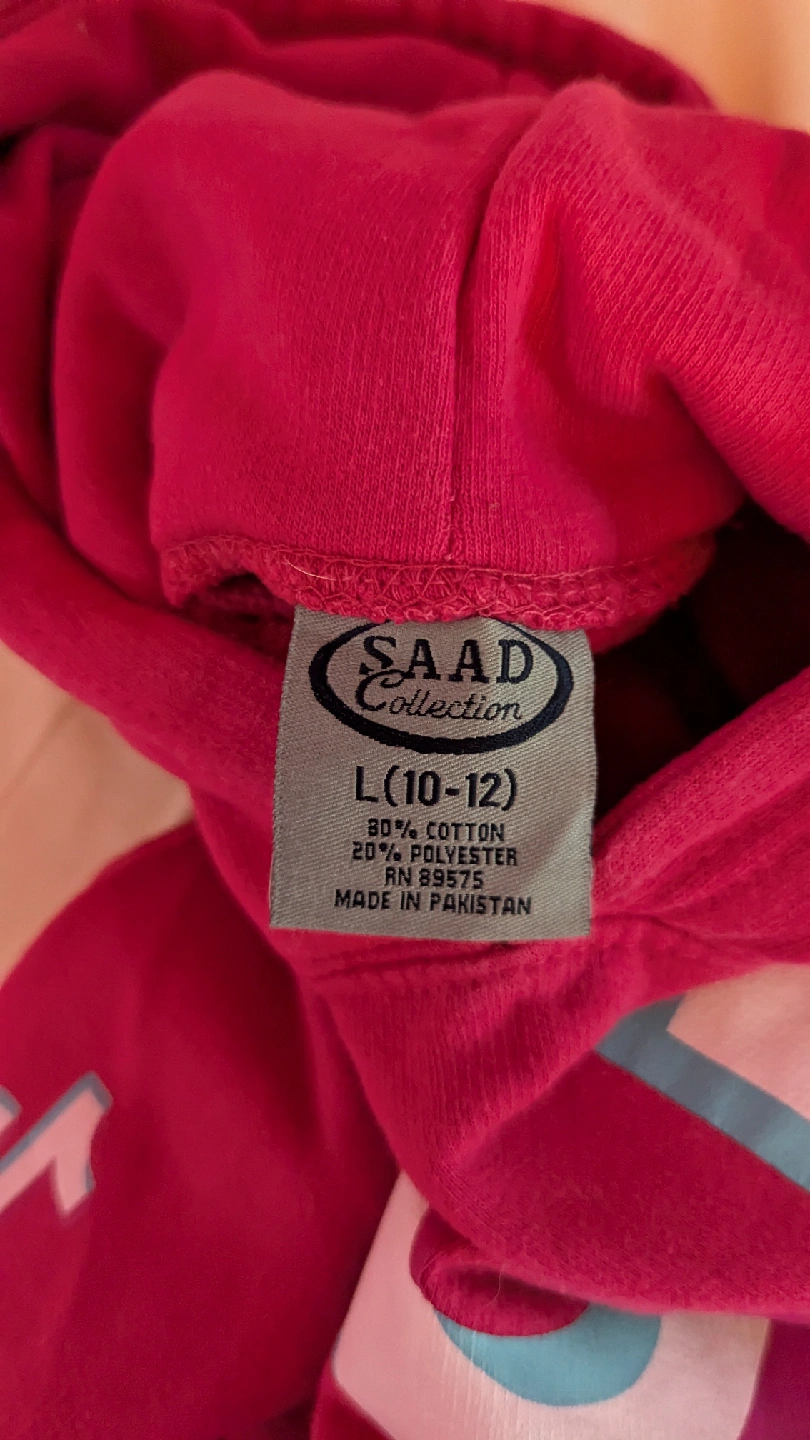 SAAD
Collection
L(10-12)
80% COTTON
20% POLYESTER
RN 89575
MADE IN PAKISTAN